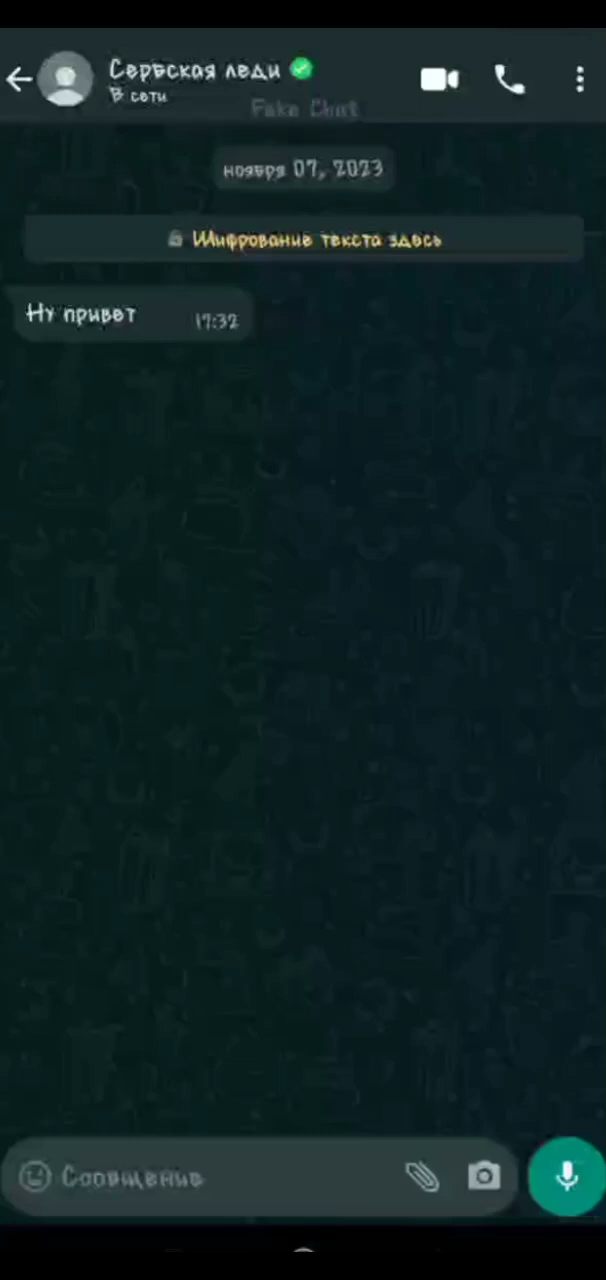 Сербская леди
В сети
Fake Chat
ноября 07, 2023
Шифрование текста здесь
Ну привет
17:32
Сообщение